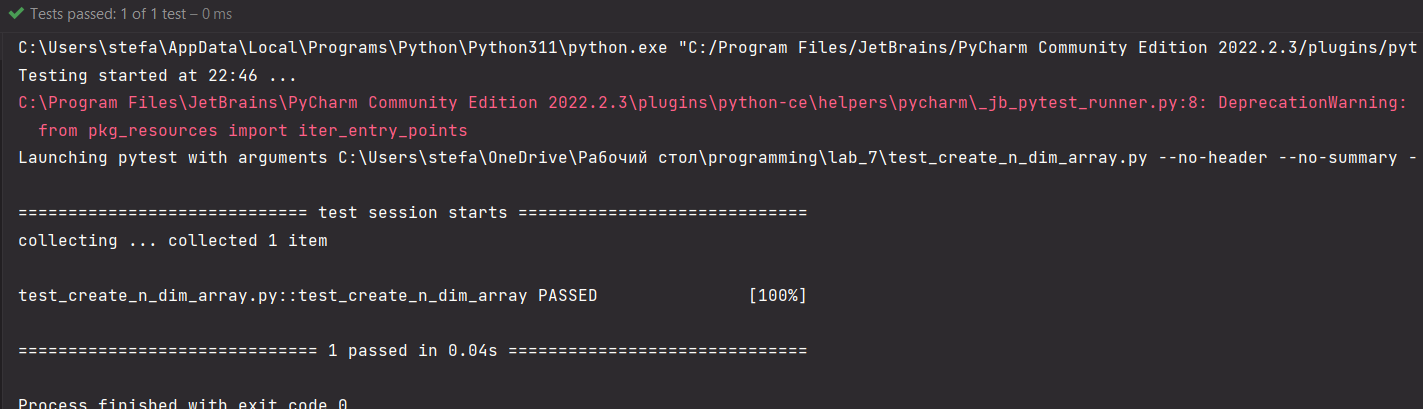 Tests passed: 1 of 1 test – 0 ms
C:\Users\stefa\AppData\Local\Programs\Python\Python311\python.exe "C:/Program Files/JetBrains/PyCharm Community Edition 2022.2.3/plugins/pyt
Testing started at 22:46 ...
C:\Program Files\JetBrains\PyCharm Community Edition 2022.2.3\plugins\python-ce\helpers\pycharm\_jb_pytest_runner.py:8: DeprecationWarning:
  from pkg_resources import iter_entry_points
Launching pytest with arguments C:\Users\stefa\OneDrive\Рабочий стол\programming\lab_7\test_create_n_dim_array.py --no-header --no-summary -
============================= test session starts =============================
collecting ... collected 1 item
test_create_n_dim_array.py::test_create_n_dim_array PASSED               [100%]
============================== 1 passed in 0.04s ==============================
Process finished with exit code 0